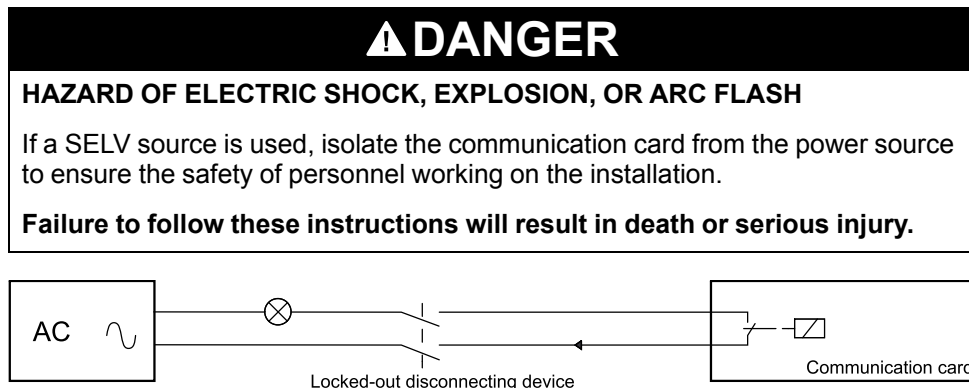 DANGER
HAZARD OF ELECTRIC SHOCK, EXPLOSION, OR ARC FLASH
If a SELV source is used, isolate the communication card from the power source
to ensure the safety of personnel working on the installation.
Failure to follow these instructions will result in death or serious injury.
AC
Communication card
Locked-out disconnecting device